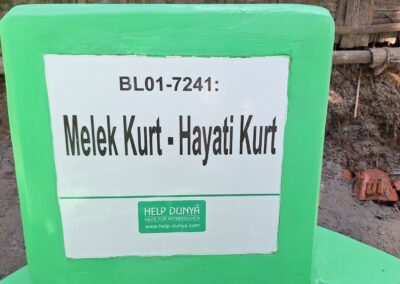 BL01-7241:
Melek Kurt - Hayati Kurt
HELP DUNYA
HILFE FÜR MITMENSCHEN
www.help-dunya.com